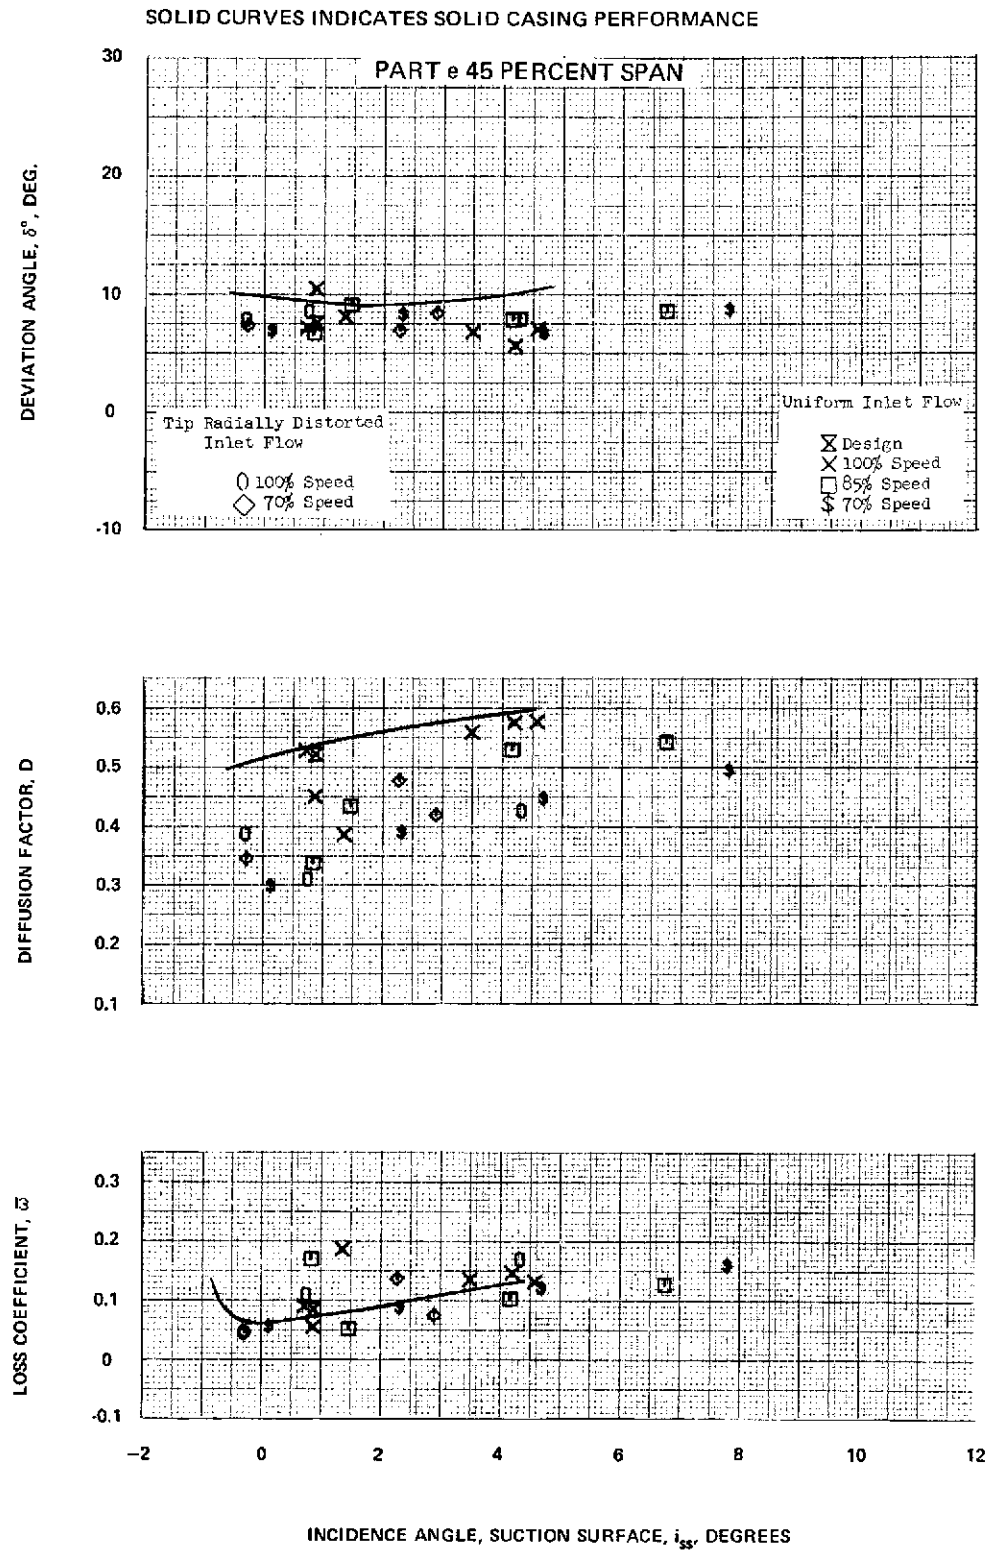 SOLID CURVES INDICATES SOLID CASING PERFORMANCE
PART e 45 PERCENT SPAN
DEVIATION ANGLE, δ°, DEG.
30
20
10
0
-10
Tip Radially Distorted
Inlet Flow
100% Speed
70% Speed
Uniform Inlet Flow
Design
100% Speed
85% Speed
$ 70% Speed
DIFFUSION FACTOR, D
0.6
0.5
0.4
0.3
0.2
0.1
LOSS COEFFICIENT, ω̄
0.3
0.2
0.1
0
-0.1
−2 0 2 4 6 8 10 12
INCIDENCE ANGLE, SUCTION SURFACE, iss, DEGREES